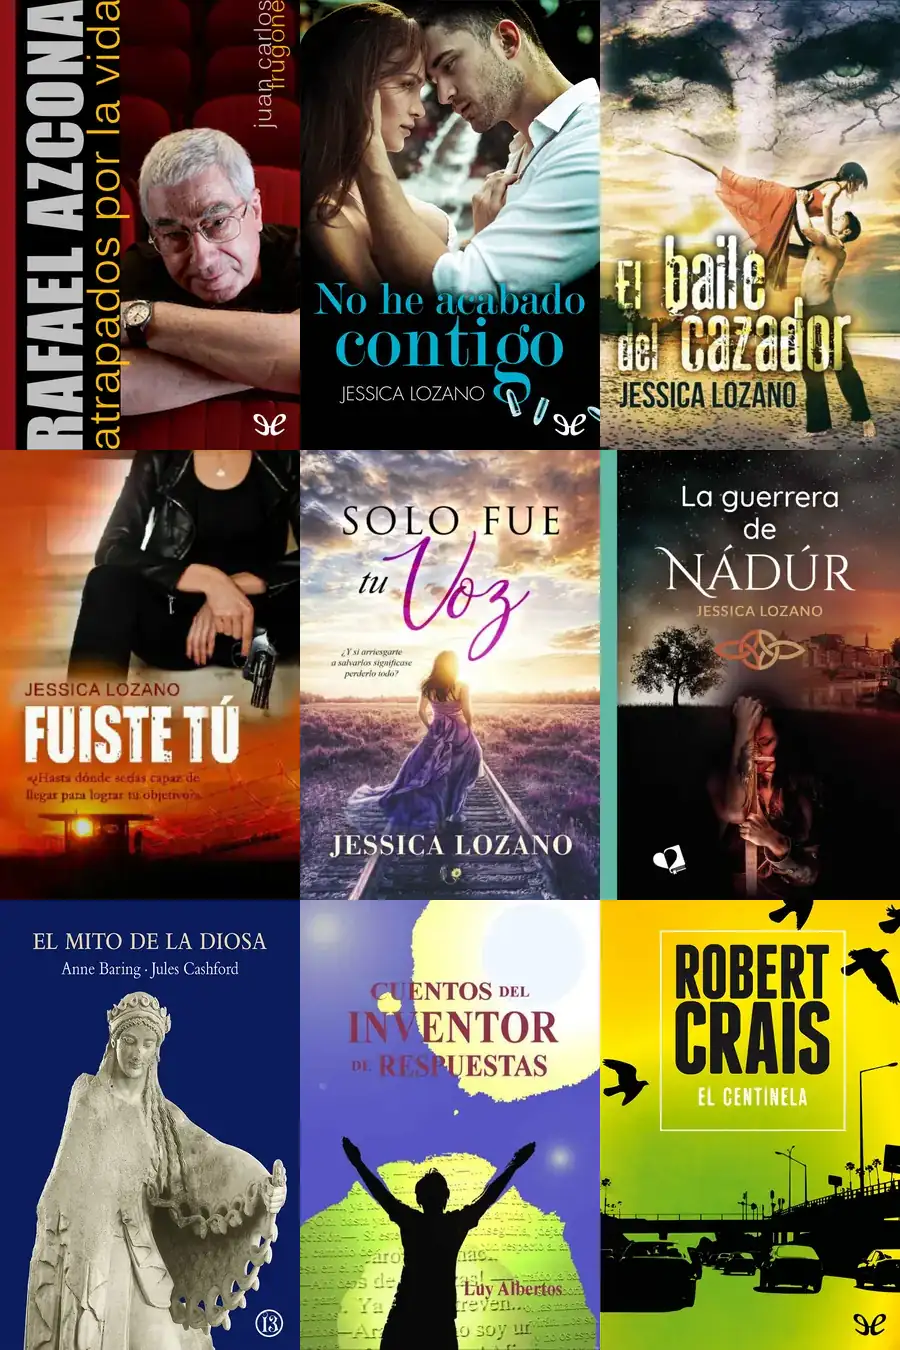 RAFAEL AZCONA
atrapados por la vida
juan carlos
frugone
No he acabado
contigo
JESSICA LOZANO
El baile
del cazador
JESSICA LOZANO
JESSICA LOZANO
FUISTE TÚ
«¿Hasta dónde serías capaz de
llegar para lograr tu objetivo?»
SOLO FUE
tu Voz
¿Y si arriesgarte
a salvarlos significase
perderlo todo?
JESSICA LOZANO
La guerrera
de
NÁDÚR
JESSICA LOZANO
EL MITO DE LA DIOSA
Anne Baring · Jules Cashford
13
CUENTOS DEL
INVENTOR
DE RESPUESTAS
Luy Albertos
ROBERT
CRAIS
EL CENTINELA